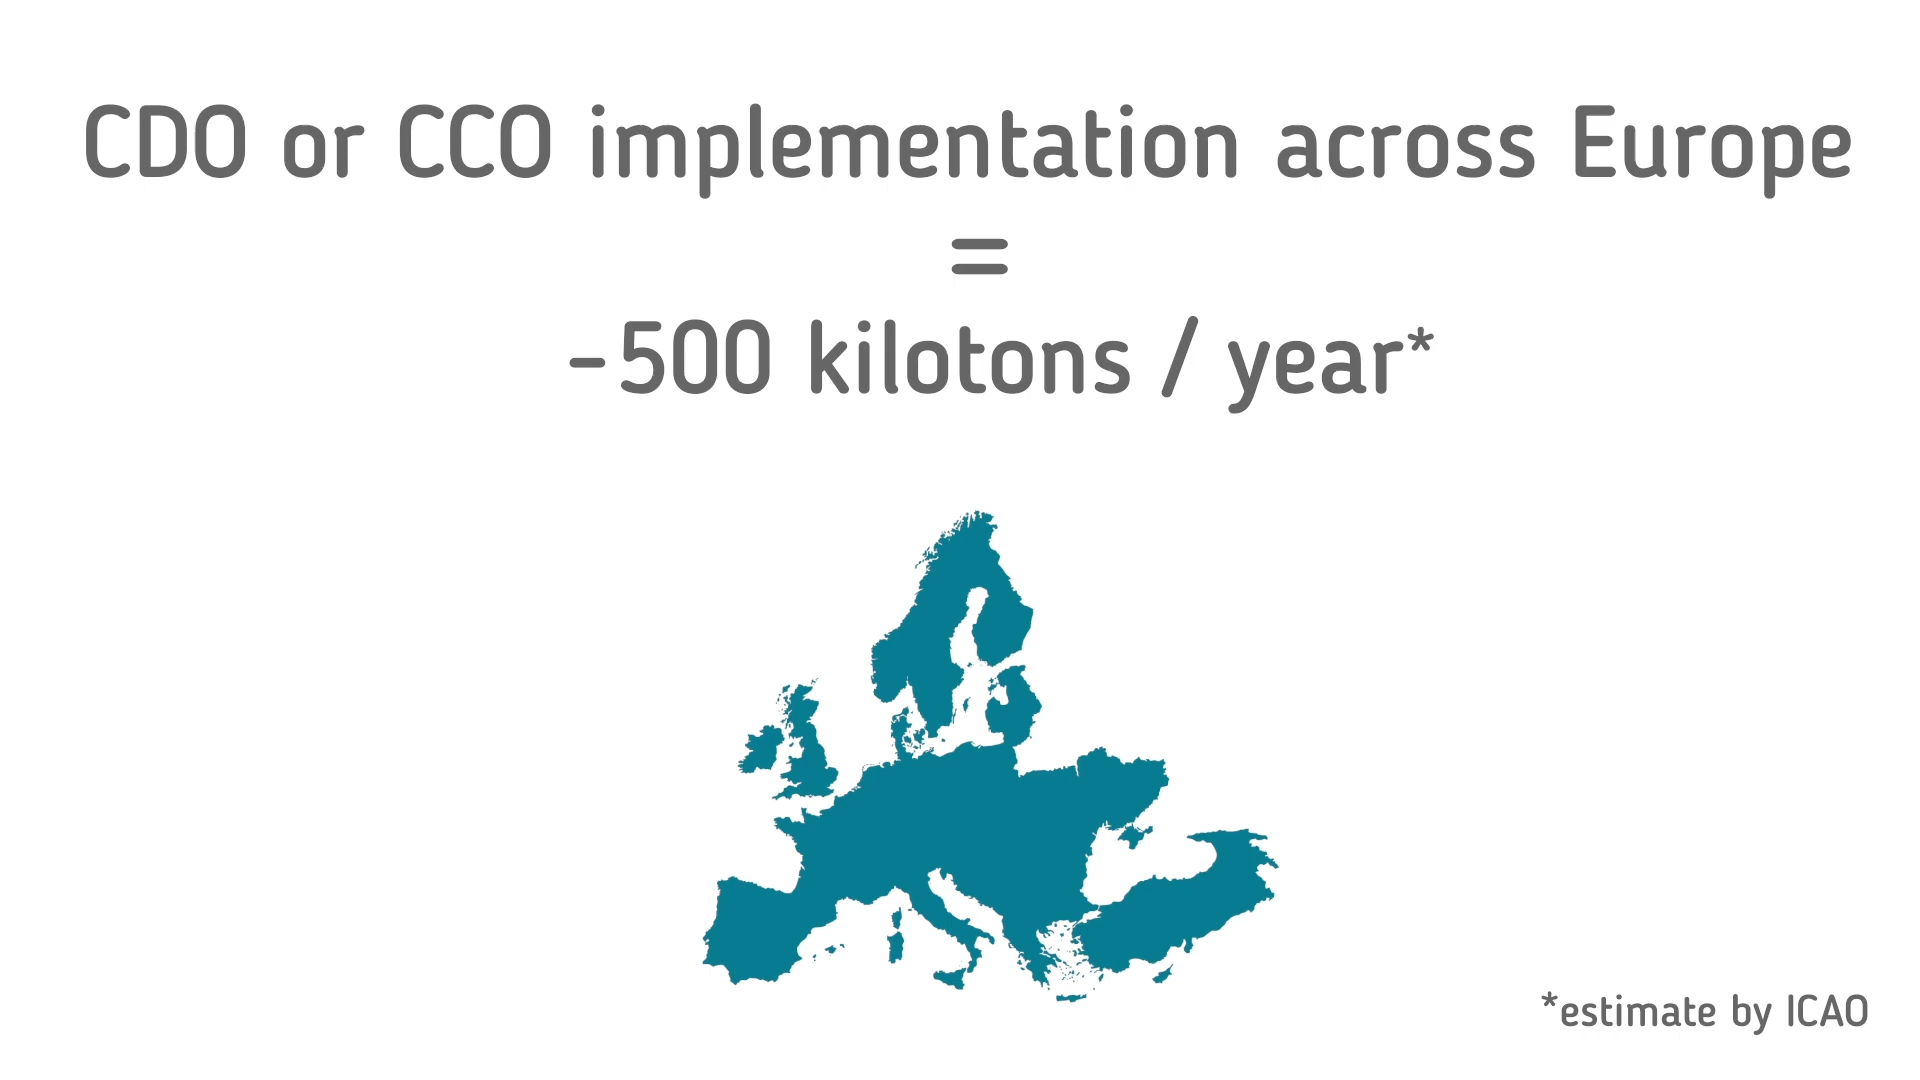 CDO or CCO implementation across Europe
=
-500 kilotons / year*
*estimate by ICAO